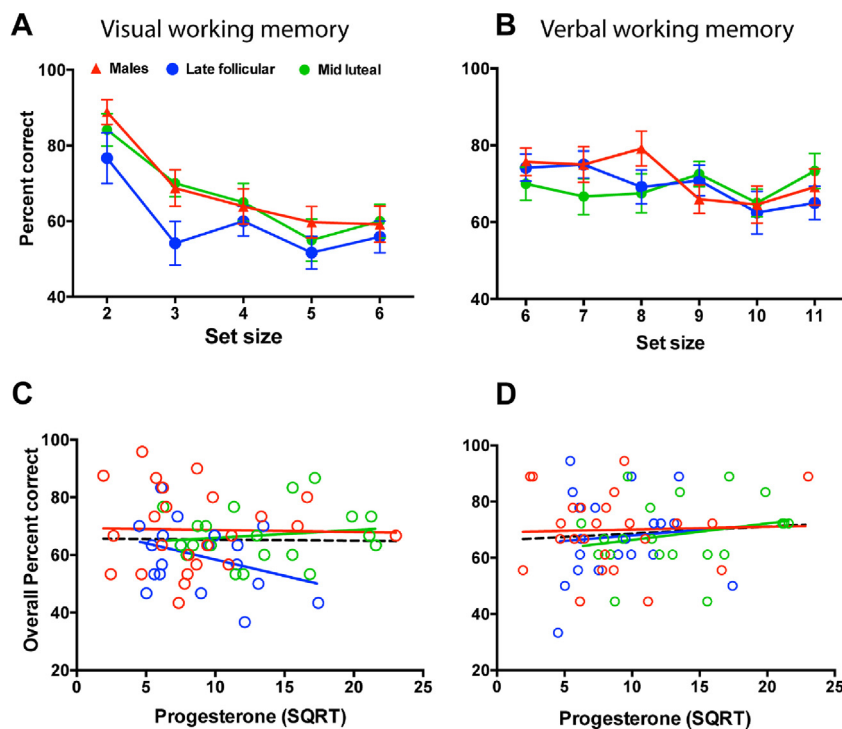 A Visual working memory
B Verbal working memory
Males Late follicular Mid luteal
Percent correct
100
80
60
40
2 3 4 5 6
Set size
100
80
60
40
6 7 8 9 10 11
Set size
C
Overall Percent correct
100
80
60
40
20
0 5 10 15 20 25
Progesterone (SQRT)
D
100
80
60
40
20
0 5 10 15 20 25
Progesterone (SQRT)